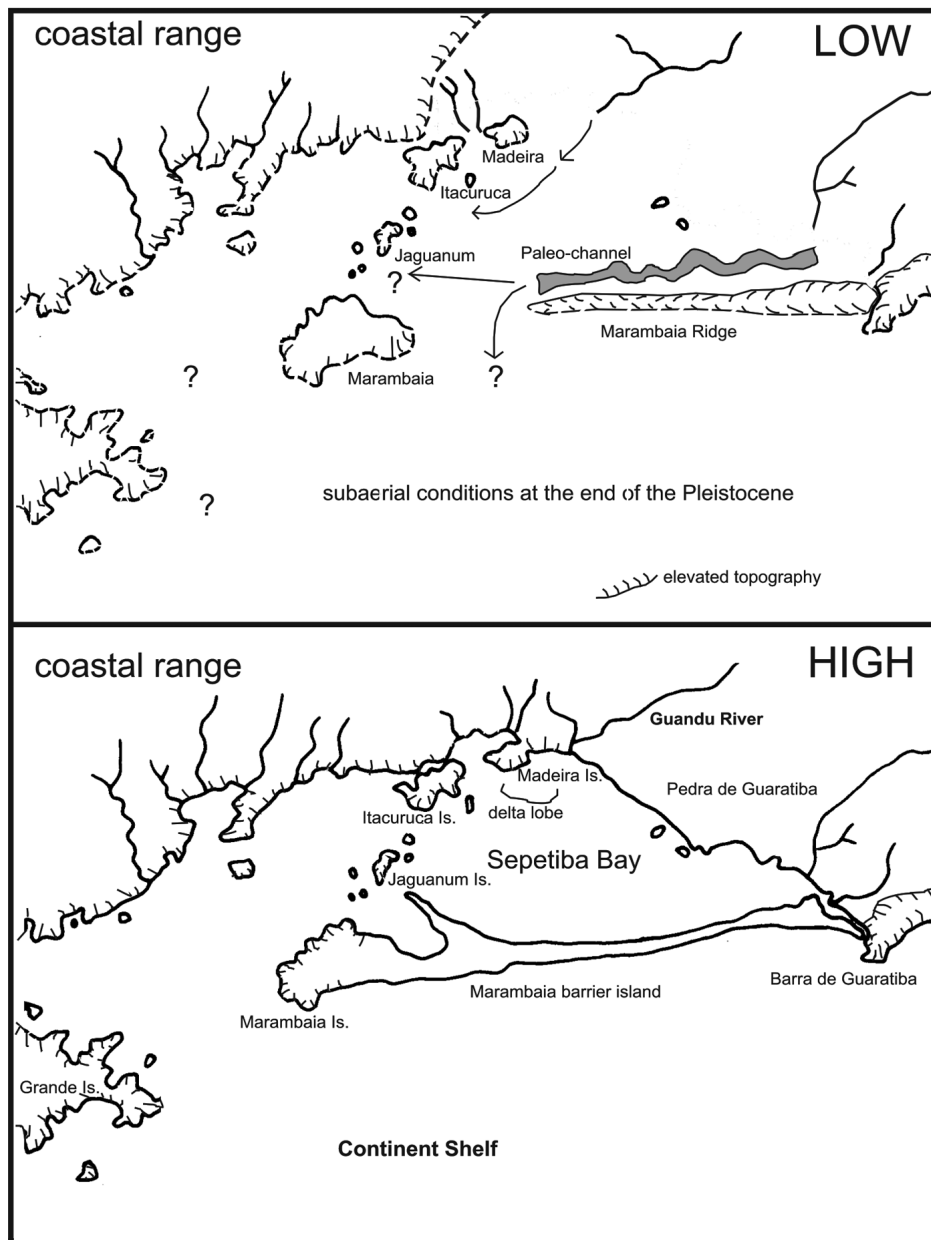 coastal range
LOW
Madeira
Itacuruca
Jaguanum
Paleo-channel
?
Marambaia Ridge
Marambaia
?
?
?
subaerial conditions at the end of the Pleistocene
elevated topography
coastal range
HIGH
Guandu River
Madeira Is.
Pedra de Guaratiba
Itacuruca Is.
delta lobe
Sepetiba Bay
Jaguanum Is.
Barra de Guaratiba
Marambaia barrier island
Marambaia Is.
Grande Is.
Continent Shelf